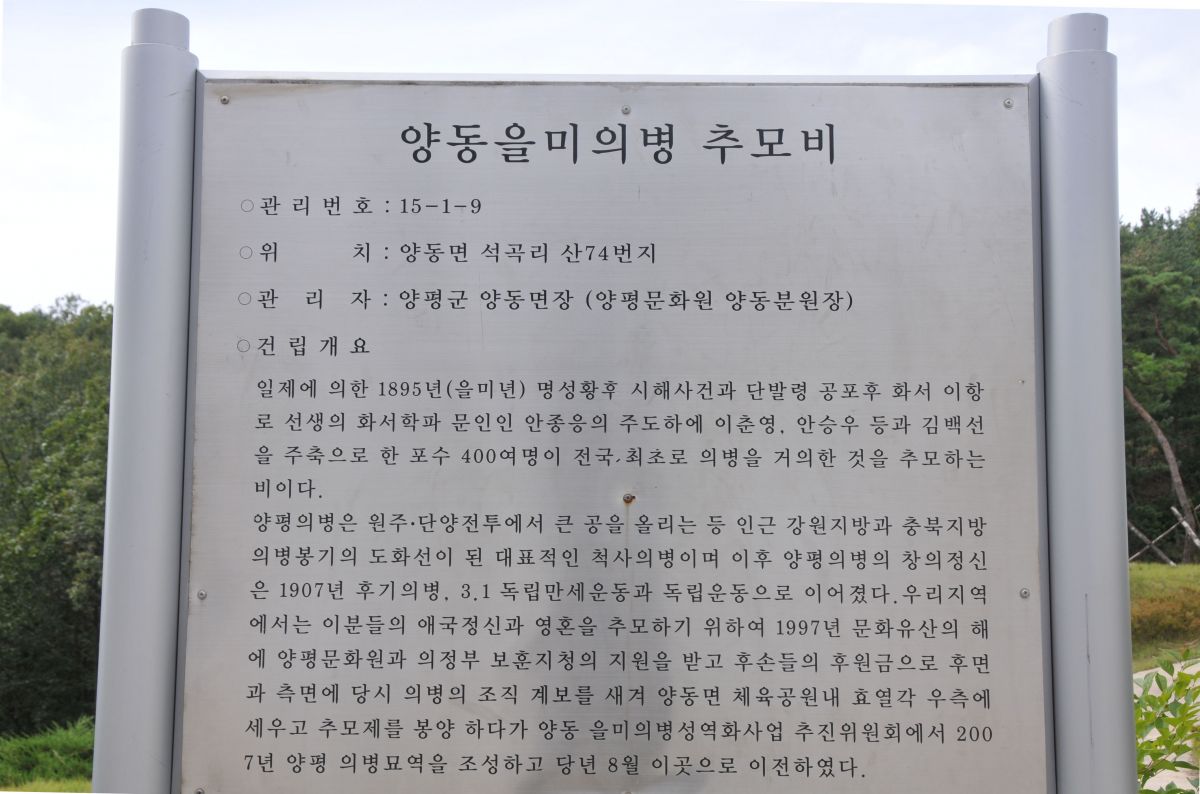 양동을미의병 추모비
○관 리 번 호 : 15-1-9
○위 치 : 양동면 석곡리 산74번지
○관 리 자 : 양평군 양동면장 (양평문화원 양동분원장)
○건 립 개 요
일제에 의한 1895년(을미년) 명성황후 시해사건과 단발령 공포후 화서 이항
로 선생의 화서학파 문인인 안종응의 주도하에 이춘영, 안승우 등과 김백선
을 주축으로 한 포수 400여명이 전국 최초로 의병을 거의한 것을 추모하는
비이다.
양평의병은 원주·단양전투에서 큰 공을 올리는 등 인근 강원지방과 충북지방
의병봉기의 도화선이 된 대표적인 척사의병이며 이후 양평의병의 창의정신
은 1907년 후기의병, 3.1 독립만세운동과 독립운동으로 이어졌다.우리지역
에서는 이분들의 애국정신과 영혼을 추모하기 위하여 1997년 문화유산의 해
에 양평문화원과 의정부 보훈지청의 지원을 받고 후손들의 후원금으로 후면
과 측면에 당시 의병의 조직 계보를 새겨 양동면 체육공원내 효열각 우측에
세우고 추모제를 봉양 하다가 양동 을미의병성역화사업 추진위원회에서 200
7년 양평 의병묘역을 조성하고 당년 8월 이곳으로 이전하였다.